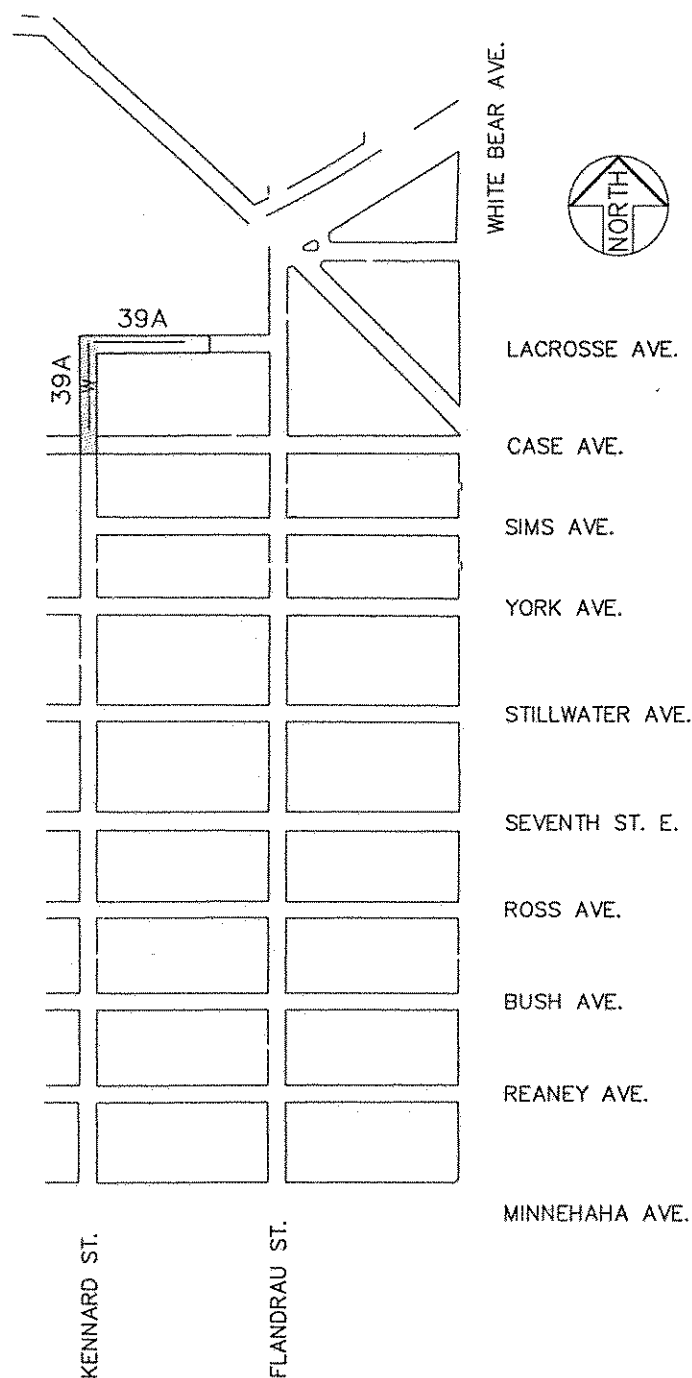 WHITE BEAR AVE.
NORTH
39A
39A
W
LACROSSE AVE.
CASE AVE.
SIMS AVE.
YORK AVE.
STILLWATER AVE.
SEVENTH ST. E.
ROSS AVE.
BUSH AVE.
REANEY AVE.
MINNEHAHA AVE.
KENNARD ST.
FLANDRAU ST.